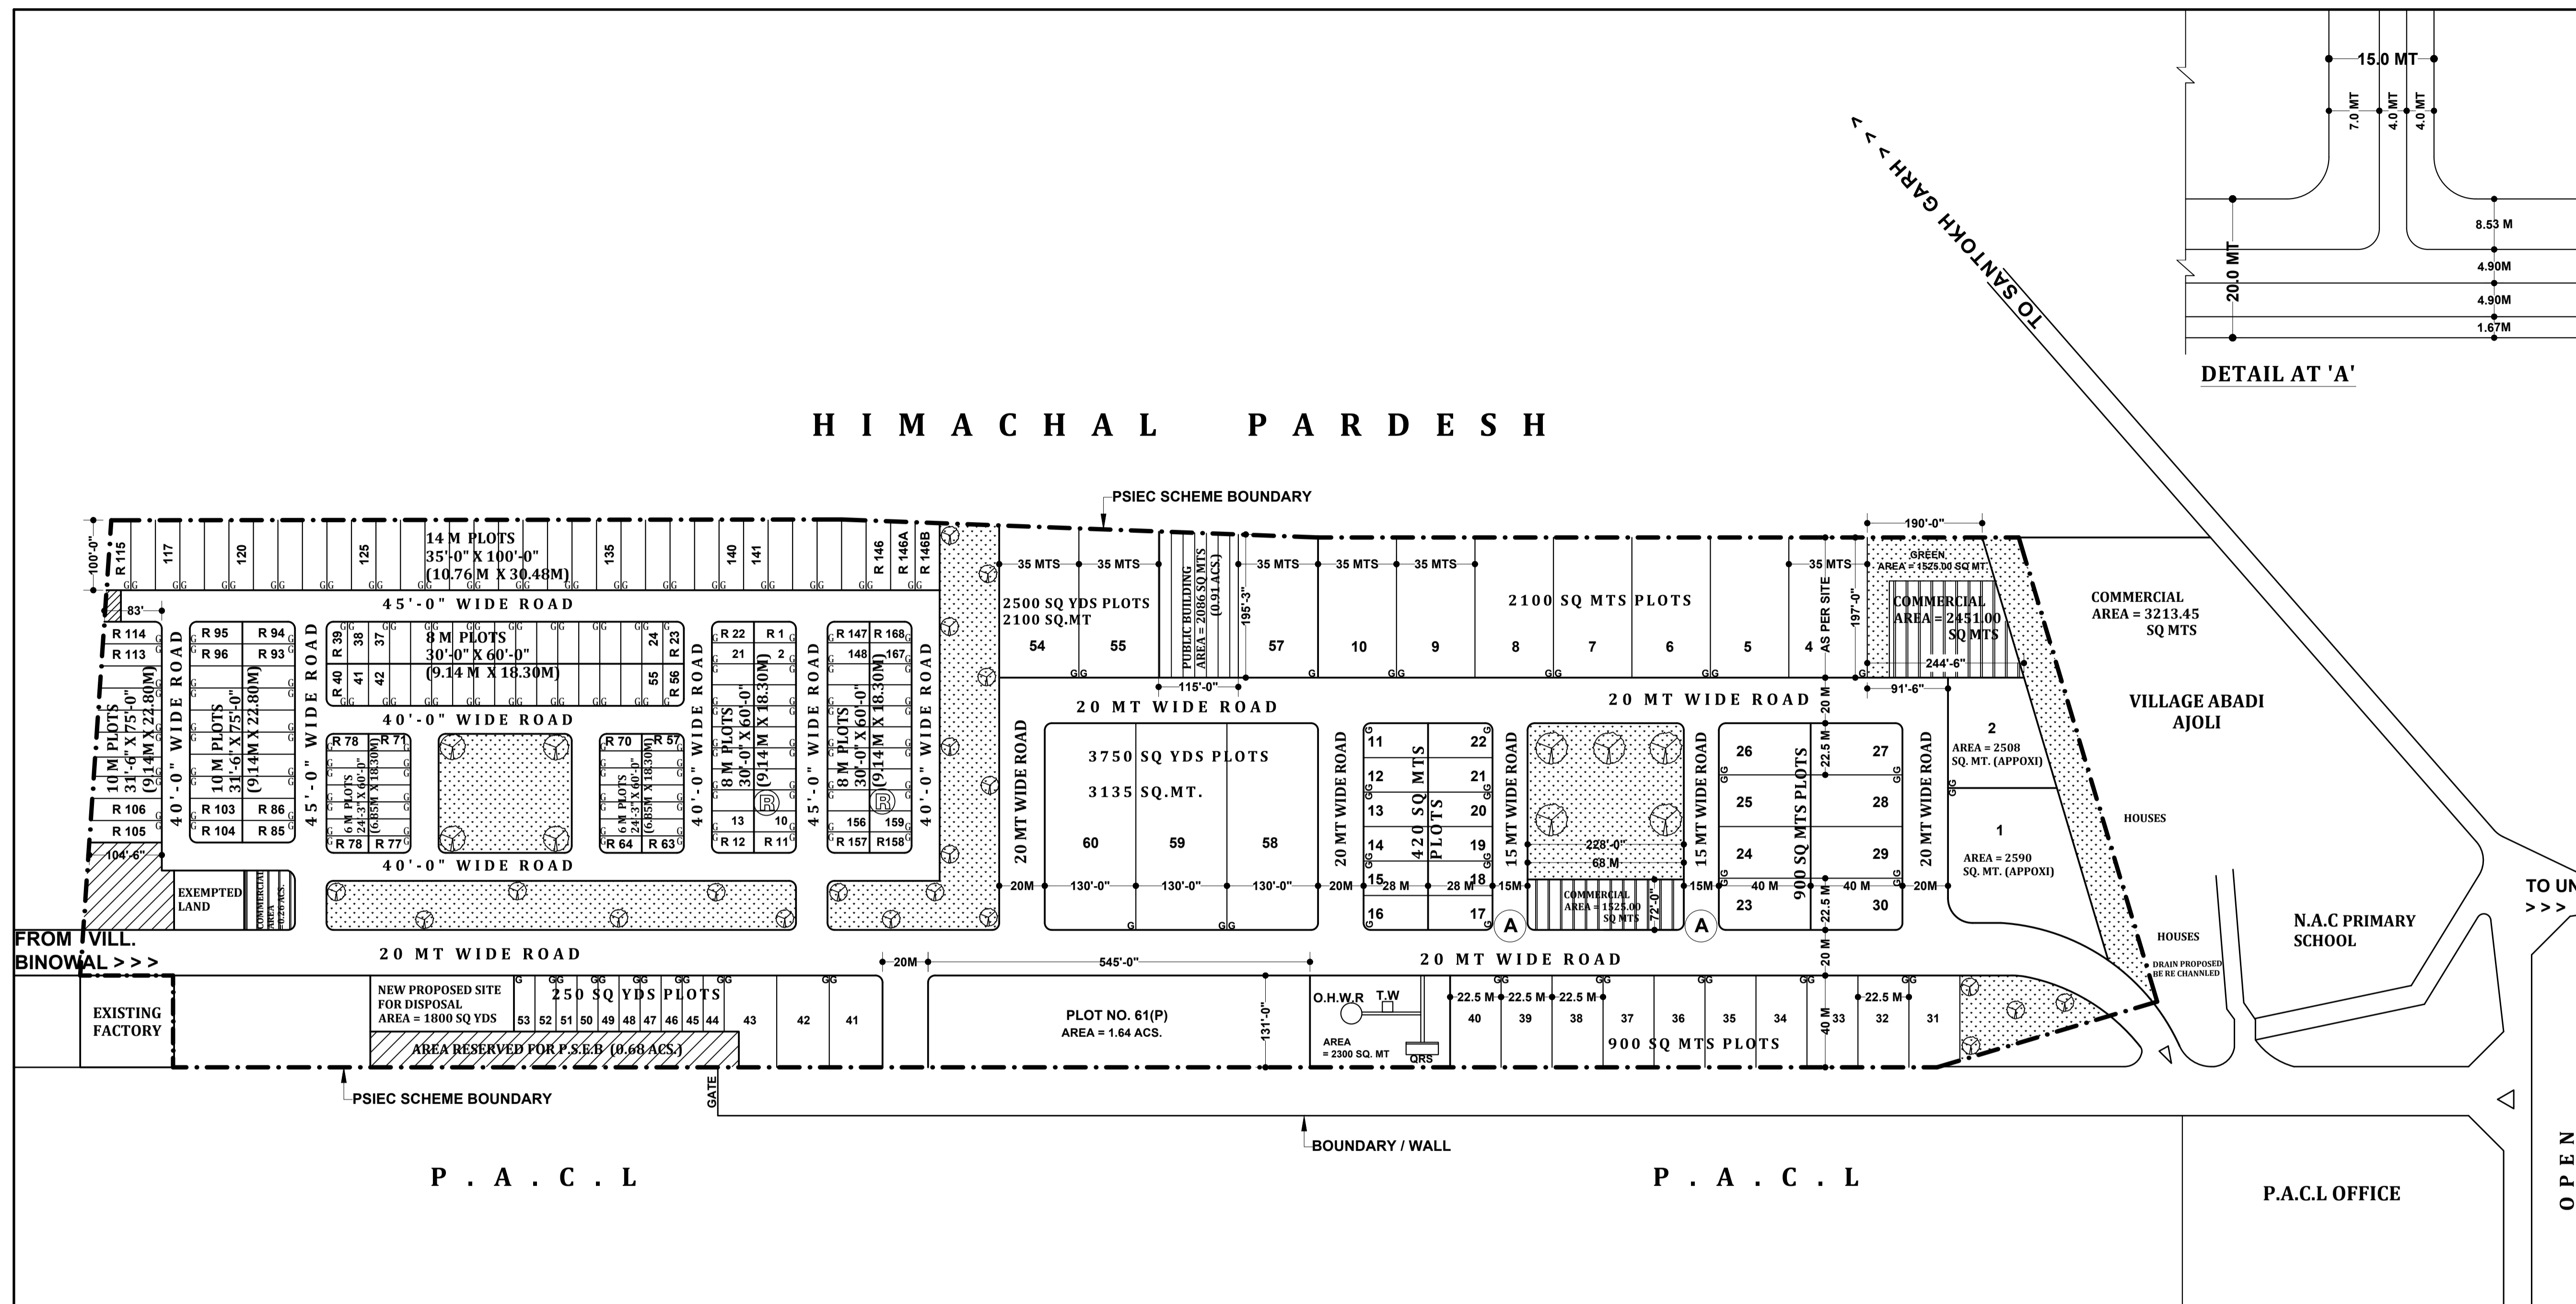 15.0 MT
7.0 MT
4.0 MT
4.0 MT
8.53 M
4.90M
4.90M
1.67M
20.0 MT
DETAIL AT 'A'
TO SANTOKH GARH > > >
HIMACHAL PARDESH
PSIEC SCHEME BOUNDARY
100'-0"
R 115
117
120
125
14 M PLOTS
35'-0" X 100'-0"
(10.76 M X 30.48M)
135
140
141
R 146
R 146A
R 146B
G G
45'-0" WIDE ROAD
83'
R 114
R 113
10 M PLOTS
31'-6" X 75'-0"
(9.14M X 22.80M)
R 106
R 105
104'-6"
40'-0" WIDE ROAD
R 95
R 94
R 96
R 93
10 M PLOTS
31'-6" X 75'-0"
(9.14M X 22.80M)
R 103
R 86
R 104
R 85
45'-0" WIDE ROAD
R 39
38
37
8 M PLOTS
30'-0" X 60'-0"
(9.14 M X 18.30M)
24
R 23
R 40
41
42
55
R 56
40'-0" WIDE ROAD
R 78
R 71
6 M PLOTS
24'-3" X 60'-0"
(6.85M X 18.30M)
R 78
R 77
R 70
R 57
6 M PLOTS
24'-3" X 60'-0"
(6.85M X 18.30M)
R 64
R 63
40'-0" WIDE ROAD
40'-0" WIDE ROAD
R 22
R 1
21
2
8 M PLOTS
30'-0" X 60'-0"
(9.14 M X 18.30M)
R
13
10
R 12
R 11
45'-0" WIDE ROAD
R 147
R 168
148
167
8 M PLOTS
30'-0" X 60'-0"
(9.14 M X 18.30M)
R
156
159
R 157
R158
40'-0" WIDE ROAD
EXEMPTED
LAND
COMMERCIAL
AREA
=0.26 ACS.
FROM VILL.
BINOWAL > > >
20 MT WIDE ROAD
EXISTING
FACTORY
NEW PROPOSED SITE
FOR DISPOSAL
AREA = 1800 SQ YDS
250 SQ YDS PLOTS
53
52
51
50
49
48
47
46
45
44
43
42
41
AREA RESERVED FOR P.S.E.B (0.68 ACS.)
PSIEC SCHEME BOUNDARY
GATE
20M
545'-0"
PLOT NO. 61(P)
AREA = 1.64 ACS.
131'-0"
35 MTS
35 MTS
2500 SQ YDS PLOTS
2100 SQ.MT
54
55
PUBLIC BUILDING
AREA = 2086 SQ MTS
(0.91 ACS.)
115'-0"
195'-3"
35 MTS
35 MTS
35 MTS
57
10
9
8
2100 SQ MTS PLOTS
7
6
5
4
35 MTS
AS PER SITE
197'-0"
190'-0"
GREEN
AREA = 1525.00 SQ MT.
COMMERCIAL
AREA = 2451.00
SQ MTS
244'-6"
91'-6"
20 MT WIDE ROAD
20 MT WIDE ROAD
20 MT WIDE ROAD
3750 SQ YDS PLOTS
3135 SQ.MT.
60
59
58
20M
130'-0"
130'-0"
130'-0"
20M
20 MT WIDE ROAD
11
22
12
21
13
20
14
19
15
18
16
17
420 SQ MTS
PLOTS
28 M
28 M
15M
15 MT WIDE ROAD
A
228'-0"
68 M
COMMERCIAL
AREA = 1525.00
SQ MTS
72'-0"
15 MT WIDE ROAD
15M
A
26
27
25
28
24
29
23
30
900 SQ MTS PLOTS
40 M
40 M
20 M
22.5 M
22.5 M
20 M
20M
20 MT WIDE ROAD
2
AREA = 2508
SQ. MT. (APPOXI)
1
AREA = 2590
SQ. MT. (APPOXI)
20 MT WIDE ROAD
O.H.W.R
T.W
AREA
= 2300 SQ. MT
QRS
22.5 M
22.5 M
22.5 M
22.5 M
40
39
38
37
36
35
34
33
32
31
900 SQ MTS PLOTS
40 M
COMMERCIAL
AREA = 3213.45
SQ MTS
VILLAGE ABADI
AJOLI
HOUSES
HOUSES
DRAIN PROPOSED
BE RE CHANNLED
N.A.C PRIMARY
SCHOOL
> > >
BOUNDARY / WALL
P.A.C.L
P.A.C.L
P.A.C.L OFFICE
OPEN